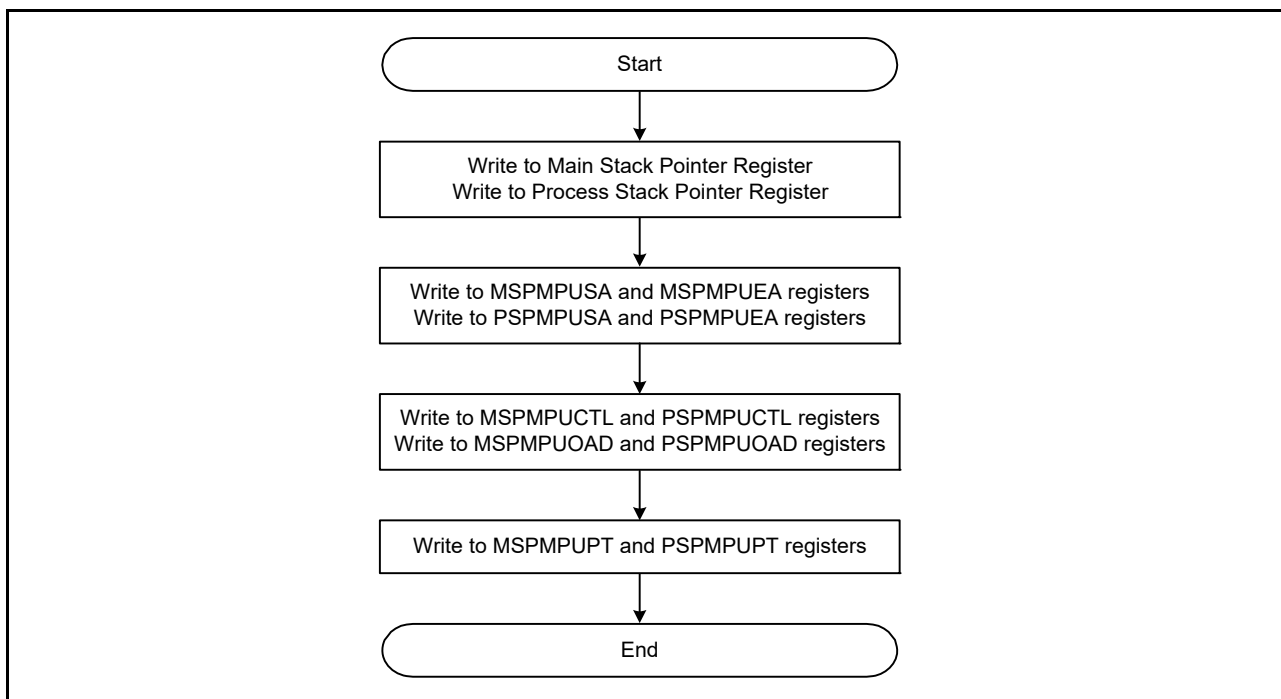 Start
Write to Main Stack Pointer Register
Write to Process Stack Pointer Register
Write to MSPMPUSA and MSPMPUEA registers
Write to PSPMPUSA and PSPMPUEA registers
Write to MSPMPUCTL and PSPMPUCTL registers
Write to MSPMPUOAD and PSPMPUOAD registers
Write to MSPMPUPT and PSPMPUPT registers
End